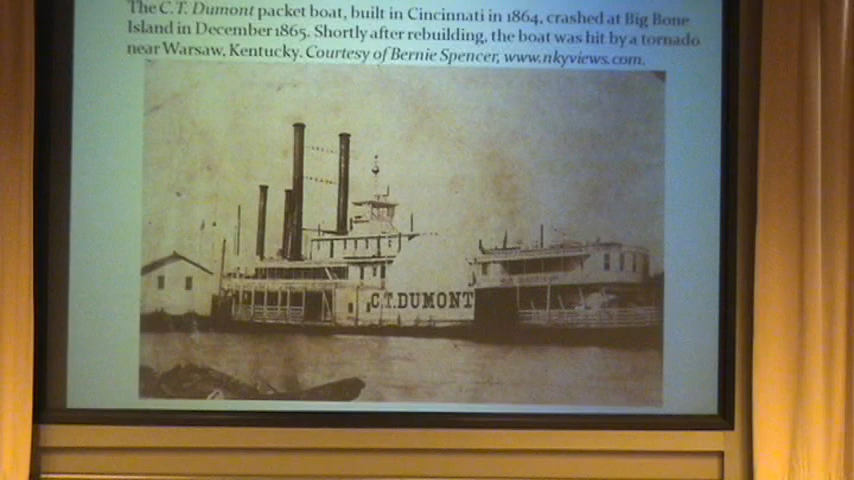 The C.T. Dumont packet boat, built in Cincinnati in 1864, crashed at Big Bone
Island in December 1865. Shortly after rebuilding, the boat was hit by a tornado
near Warsaw, Kentucky. Courtesy of Bernie Spencer, www.nkyviews.com.
C.T. DUMONT